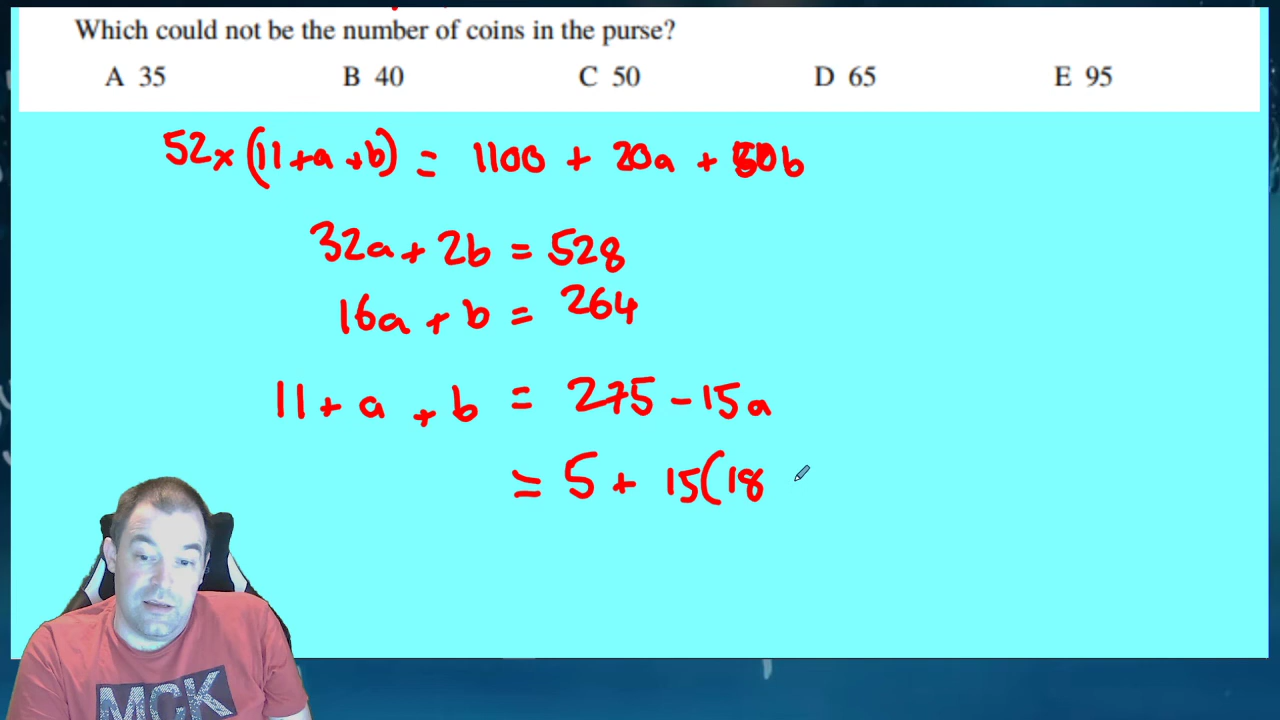 Which could not be the number of coins in the purse?
A 35 B 40 C 50 D 65 E 95
52x (11+a+b) = 1100 + 20a + 50b
32a + 2b = 528
16a + b = 264
11 + a + b = 275 - 15a
= 5 + 15(18
MCK